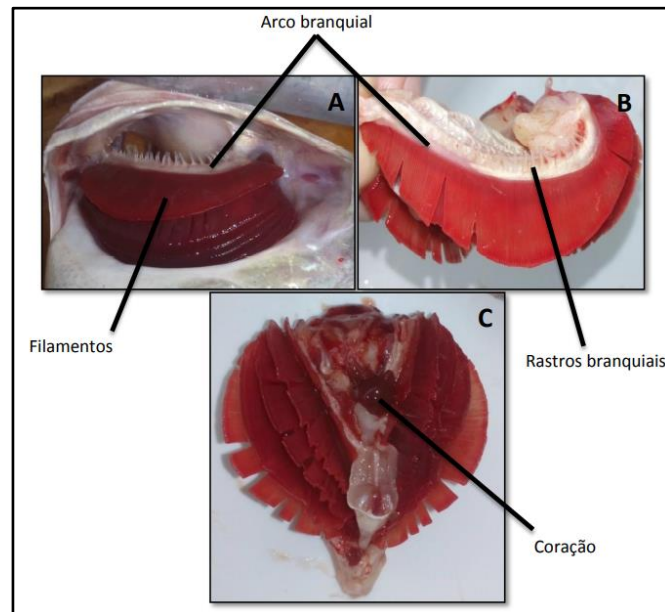 Arco branquial
A
B
Filamentos
C
Rastros branquiais
Coração